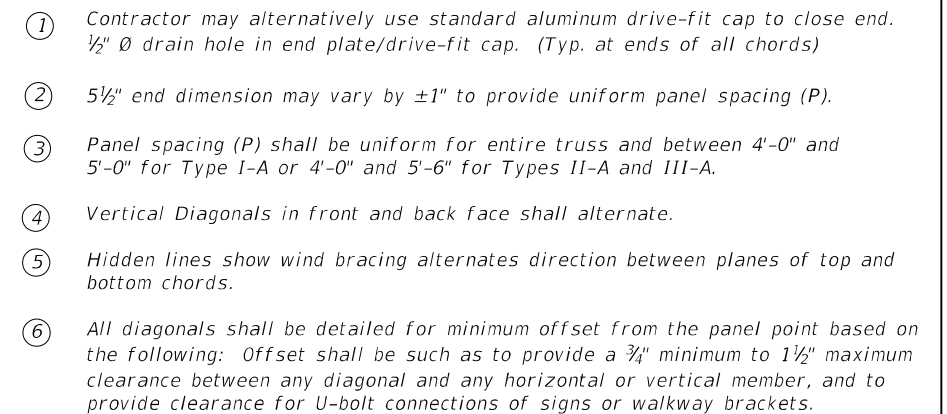 ① Contractor may alternatively use standard aluminum drive-fit cap to close end.
½" Ø drain hole in end plate/drive-fit cap. (Typ. at ends of all chords)
② 5½" end dimension may vary by ±1" to provide uniform panel spacing (P).
③ Panel spacing (P) shall be uniform for entire truss and between 4'-0" and
5'-0" for Type I-A or 4'-0" and 5'-6" for Types II-A and III-A.
④ Vertical Diagonals in front and back face shall alternate.
⑤ Hidden lines show wind bracing alternates direction between planes of top and
bottom chords.
⑥ All diagonals shall be detailed for minimum offset from the panel point based on
the following: Offset shall be such as to provide a ¾" minimum to 1½" maximum
clearance between any diagonal and any horizontal or vertical member, and to
provide clearance for U-bolt connections of signs or walkway brackets.